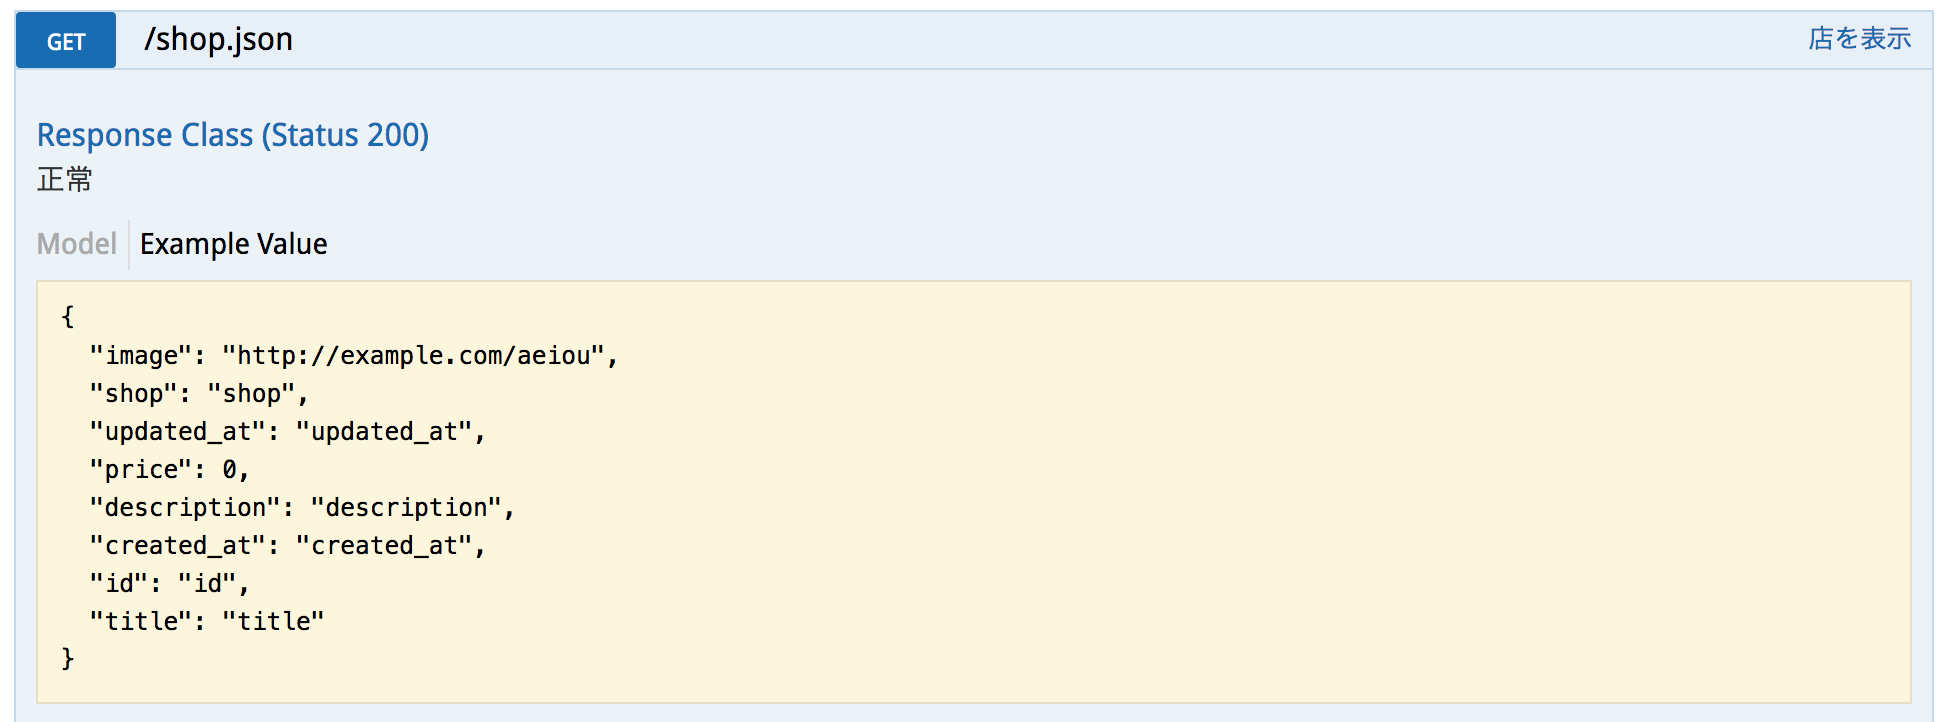 GET /shop.json 店を表示
Response Class (Status 200)
正常
Model Example Value
{
  "image": "http://example.com/aeiou",
  "shop": "shop",
  "updated_at": "updated_at",
  "price": 0,
  "description": "description",
  "created_at": "created_at",
  "id": "id",
  "title": "title"
}